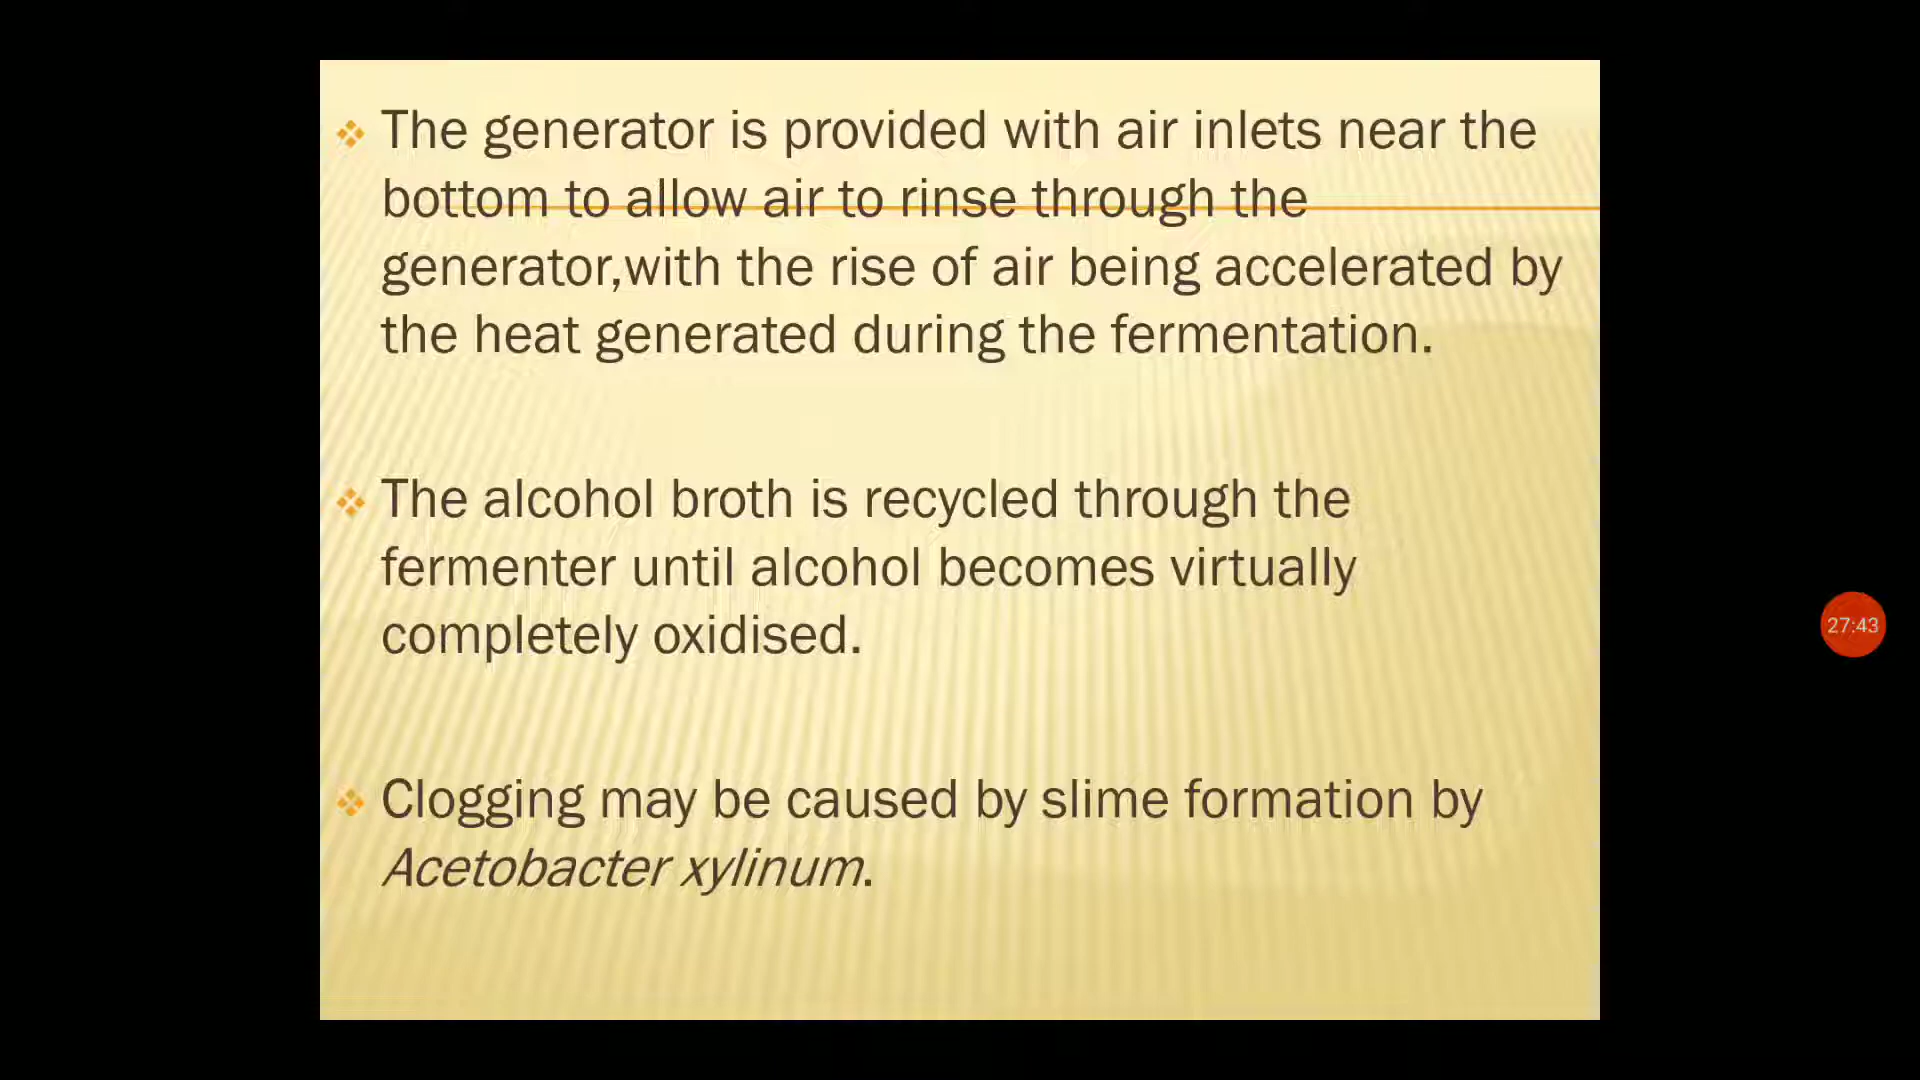 The generator is provided with air inlets near the
bottom to allow air to rinse through the
generator,with the rise of air being accelerated by
the heat generated during the fermentation.
The alcohol broth is recycled through the
fermenter until alcohol becomes virtually
completely oxidised.
Clogging may be caused by slime formation by
Acetobacter xylinum.
27:43